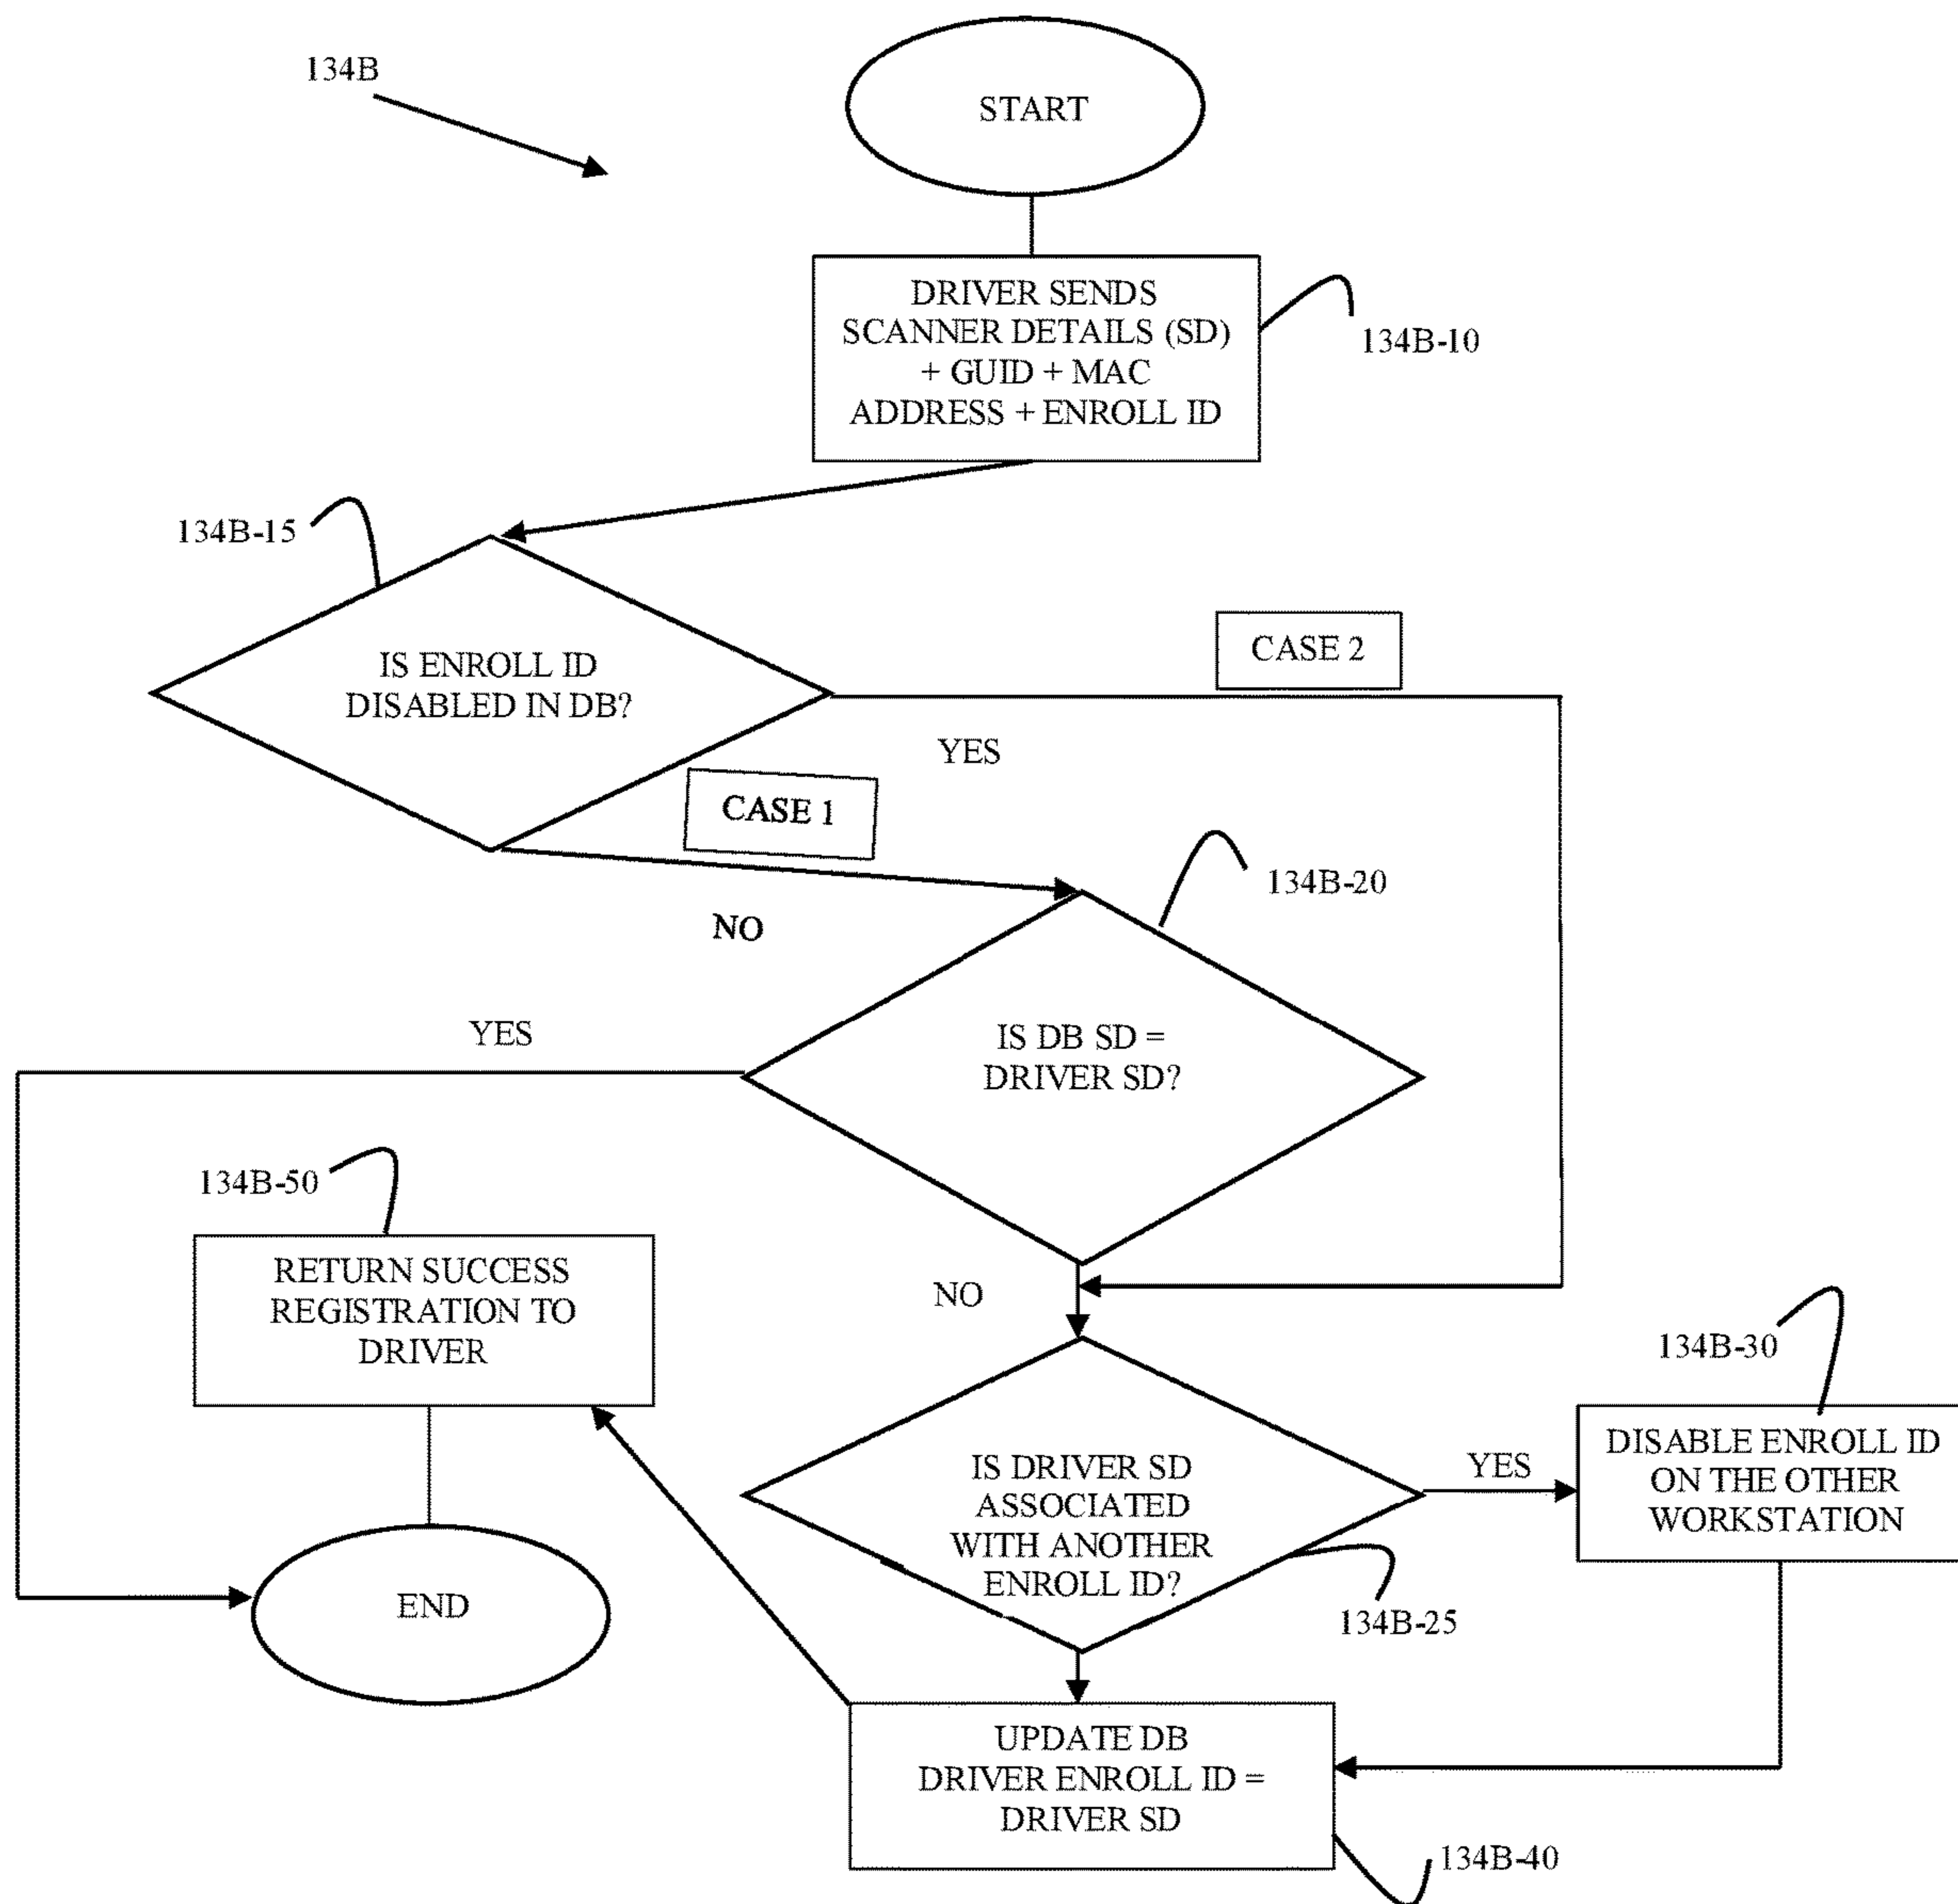 134B
START
DRIVER SENDS
SCANNER DETAILS (SD)
+ GUID + MAC
ADDRESS + ENROLL ID
134B-10
134B-15
IS ENROLL ID
DISABLED IN DB?
CASE 2
YES
CASE 1
134B-20
NO
YES
IS DB SD =
DRIVER SD?
134B-50
RETURN SUCCESS
REGISTRATION TO
DRIVER
NO
134B-30
DISABLE ENROLL ID
ON THE OTHER
WORKSTATION
IS DRIVER SD
ASSOCIATED
WITH ANOTHER
ENROLL ID?
YES
134B-25
END
UPDATE DB
DRIVER ENROLL ID =
DRIVER SD
134B-40